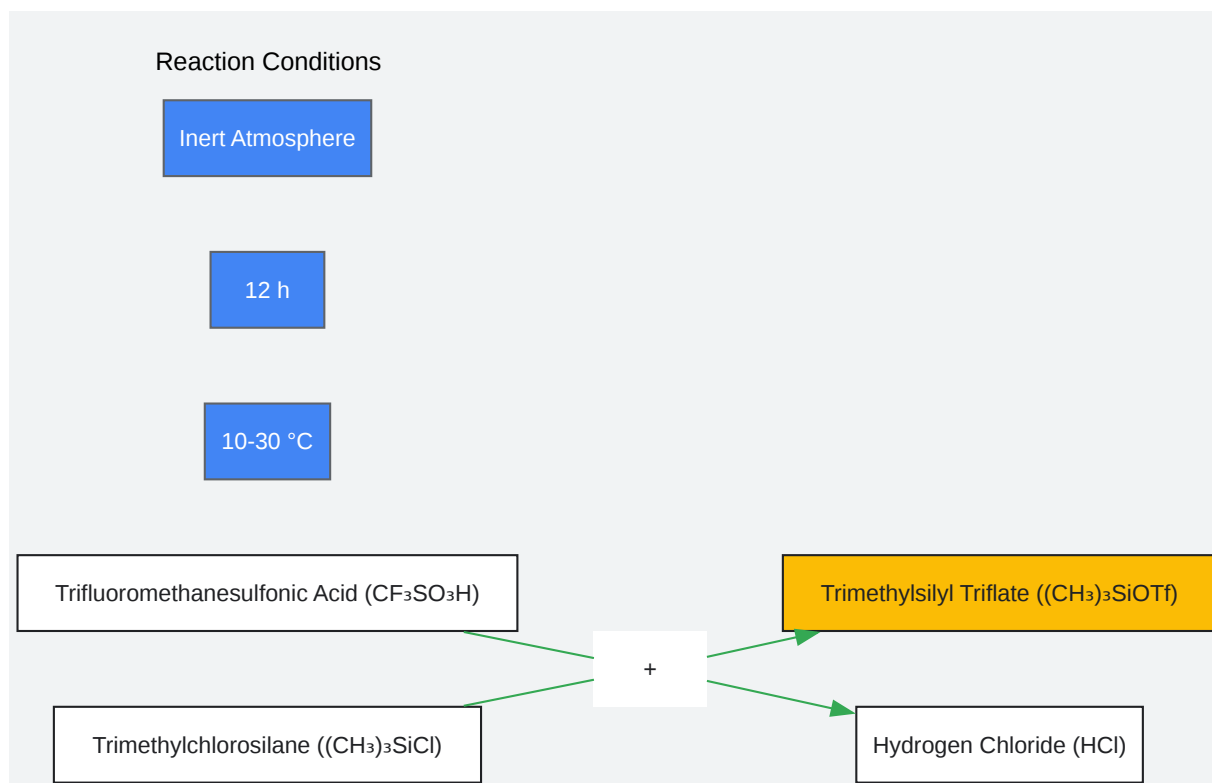 Reaction Conditions
Inert Atmosphere
12 h
10-30 °C
Trifluoromethanesulfonic Acid (CF₃SO₃H)
Trimethylsilyl Triflate ((CH₃)₃SiOTf)
+
Trimethylchlorosilane ((CH₃)₃SiCl)
Hydrogen Chloride (HCl)